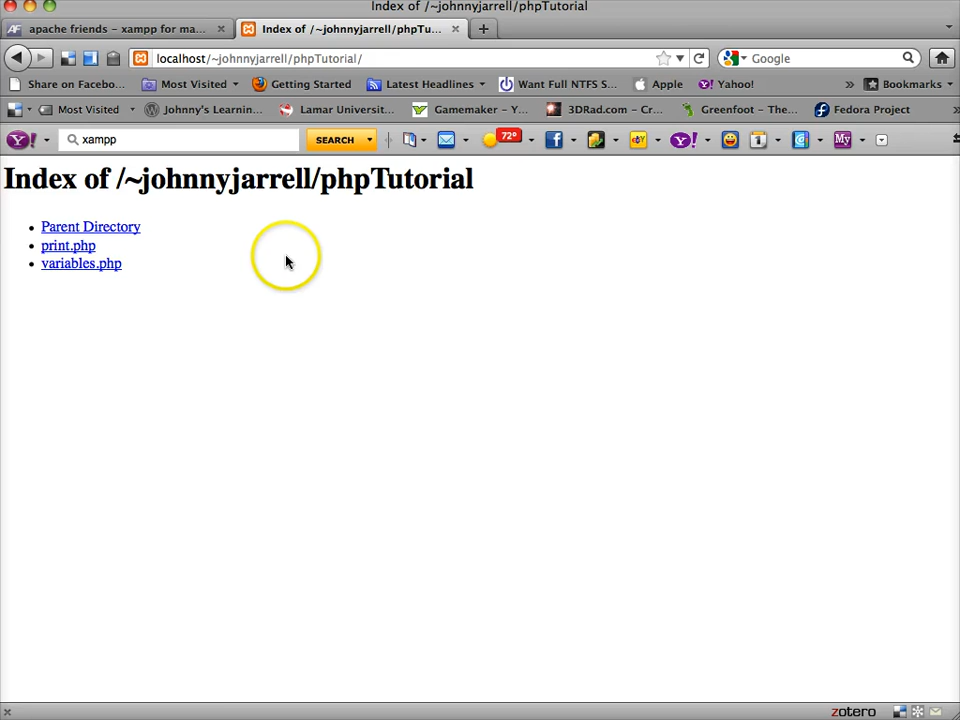 Index of /~johnnyjarrell/phpTutorial
apache friends - xampp for ma...
Index of /~johnnyjarrell/phpTu...
localhost/~johnnyjarrell/phpTutorial/
Google
Share on Facebo... Most Visited Getting Started Latest Headlines Want Full NTFS S... Apple Yahoo! » Bookmarks
Most Visited Johnny's Learnin... Lamar Universit... Gamemaker - Y... 3DRad.com - Cr... Greenfoot - The... Fedora Project »
Y! xampp SEARCH 72° f eBY Y! 1 @ My
Index of /~johnnyjarrell/phpTutorial
Parent Directory
print.php
variables.php
zotero